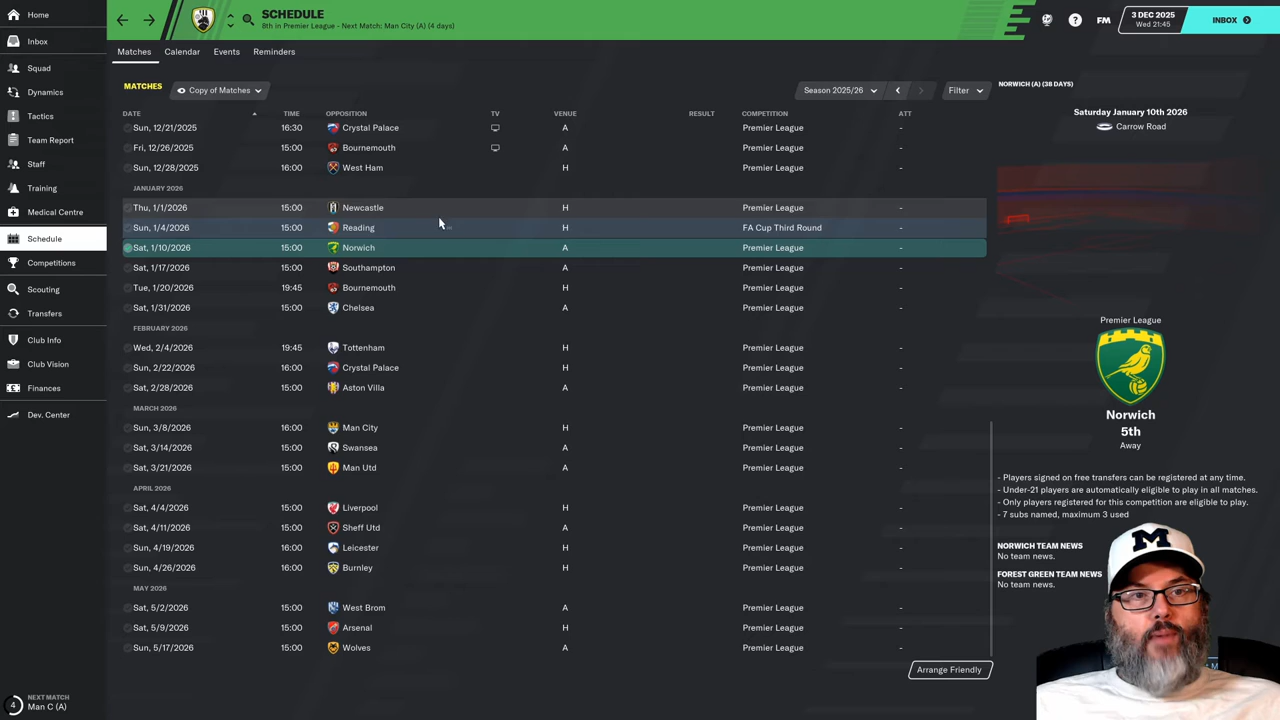 Home
SCHEDULE
8th in Premier League - Next Match: Man City (A) (4 days)
FM
3 DEC 2025
Wed 21:45
INBOX
Inbox
Squad
Dynamics
Tactics
Team Report
Staff
Training
Medical Centre
Schedule
Competitions
Scouting
Transfers
Club Info
Club Vision
Finances
Dev. Center
4
NEXT MATCH
Man C (A)
Matches Calendar Events Reminders
MATCHES Copy of Matches Season 2025/26 Filter
DATE TIME OPPOSITION TV VENUE RESULT COMPETITION ATT
Sun, 12/21/2025 16:30 Crystal Palace A Premier League -
Fri, 12/26/2025 15:00 Bournemouth A Premier League -
Sun, 12/28/2025 16:00 West Ham H Premier League -
JANUARY 2026
Thu, 1/1/2026 15:00 Newcastle H Premier League -
Sun, 1/4/2026 15:00 Reading H FA Cup Third Round -
Sat, 1/10/2026 15:00 Norwich A Premier League -
Sat, 1/17/2026 15:00 Southampton A Premier League -
Tue, 1/20/2026 19:45 Bournemouth H Premier League -
Sat, 1/31/2026 15:00 Chelsea A Premier League -
FEBRUARY 2026
Wed, 2/4/2026 19:45 Tottenham H Premier League -
Sun, 2/22/2026 16:00 Crystal Palace H Premier League -
Sat, 2/28/2026 15:00 Aston Villa A Premier League -
MARCH 2026
Sun, 3/8/2026 16:00 Man City H Premier League -
Sat, 3/14/2026 15:00 Swansea A Premier League -
Sat, 3/21/2026 15:00 Man Utd A Premier League -
APRIL 2026
Sat, 4/4/2026 15:00 Liverpool H Premier League -
Sat, 4/11/2026 15:00 Sheff Utd A Premier League -
Sun, 4/19/2026 16:00 Leicester H Premier League -
Sun, 4/26/2026 16:00 Burnley H Premier League -
MAY 2026
Sat, 5/2/2026 15:00 West Brom A Premier League -
Sat, 5/9/2026 15:00 Arsenal H Premier League -
Sun, 5/17/2026 15:00 Wolves A Premier League -
Arrange Friendly
NORWICH (A) (38 DAYS)
Saturday January 10th 2026
Carrow Road
Premier League
Norwich
5th
Away
- Players signed on free transfers can be registered at any time.
- Under-21 players are automatically eligible to play in all matches.
- Only players registered for this competition are eligible to play.
- 7 subs named, maximum 3 used
NORWICH TEAM NEWS
No team news.
FOREST GREEN TEAM NEWS
No team news.
M